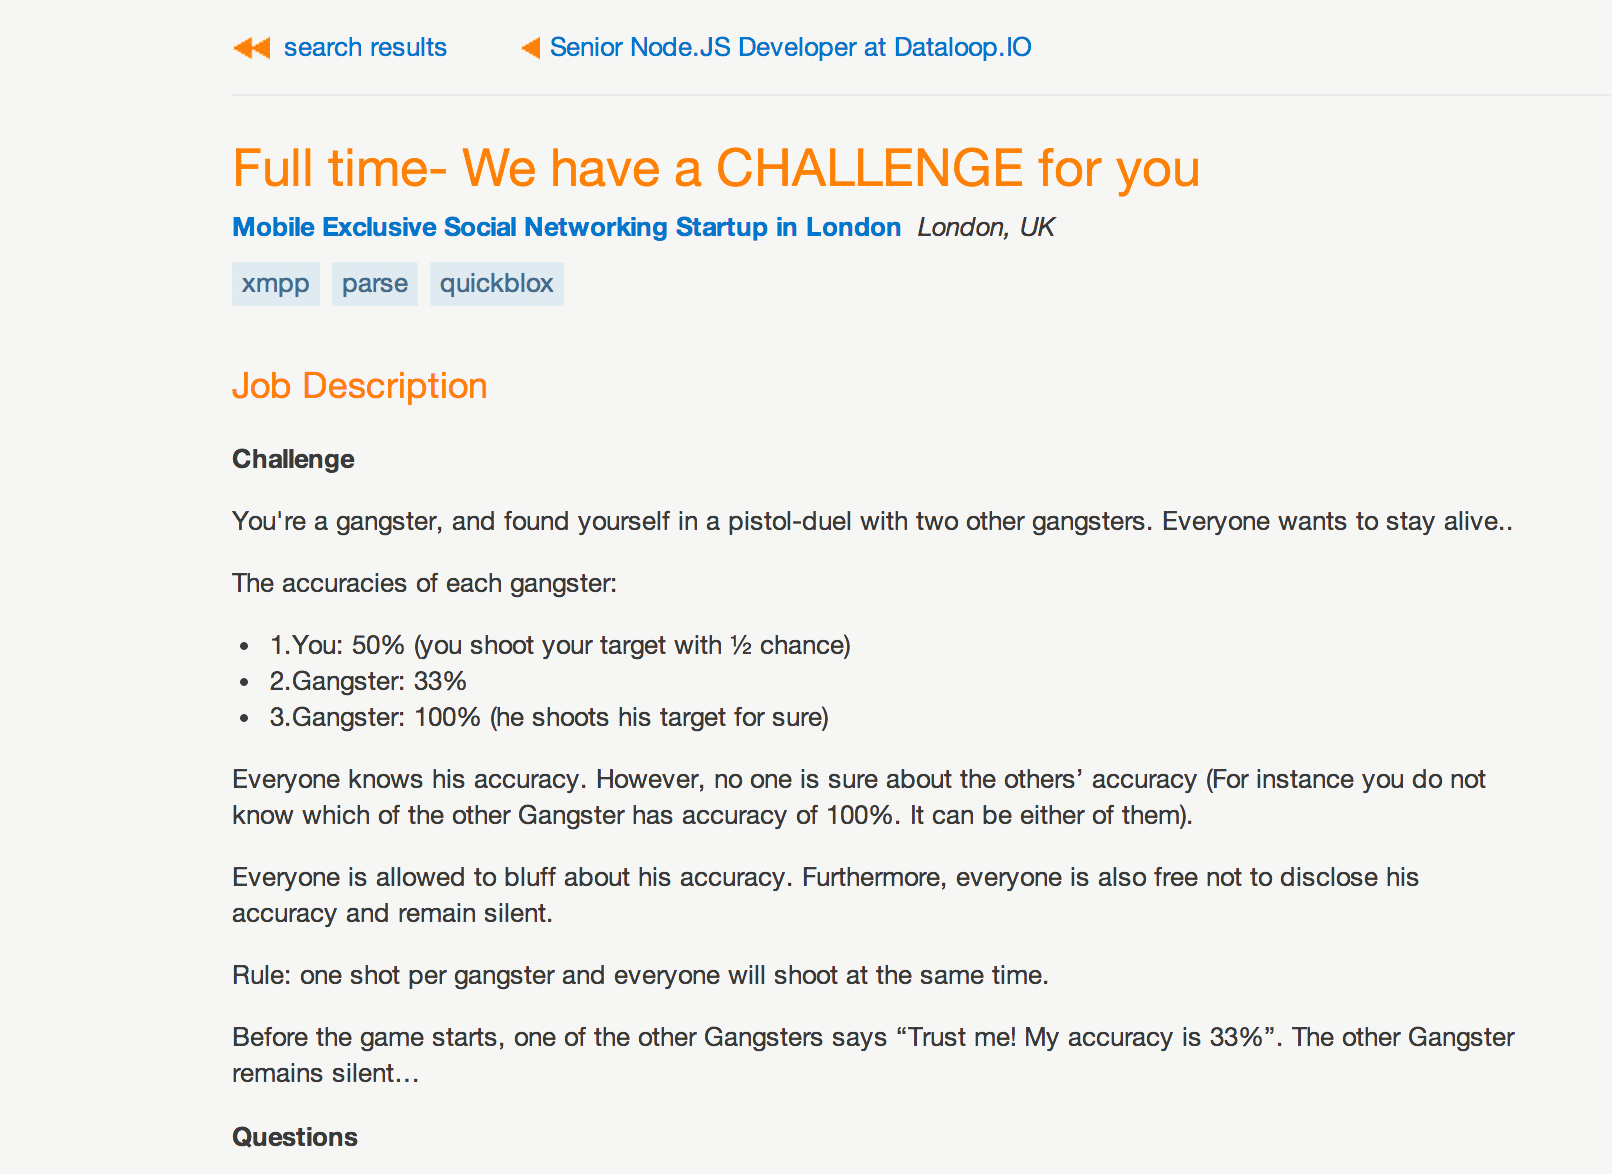 search results Senior Node.JS Developer at Dataloop.IO
Full time- We have a CHALLENGE for you
Mobile Exclusive Social Networking Startup in London London, UK
xmpp parse quickblox
Job Description
Challenge
You're a gangster, and found yourself in a pistol-duel with two other gangsters. Everyone wants to stay alive..
The accuracies of each gangster:
• 1.You: 50% (you shoot your target with ½ chance)
• 2.Gangster: 33%
• 3.Gangster: 100% (he shoots his target for sure)
Everyone knows his accuracy. However, no one is sure about the others’ accuracy (For instance you do not
know which of the other Gangster has accuracy of 100%. It can be either of them).
Everyone is allowed to bluff about his accuracy. Furthermore, everyone is also free not to disclose his
accuracy and remain silent.
Rule: one shot per gangster and everyone will shoot at the same time.
Before the game starts, one of the other Gangsters says “Trust me! My accuracy is 33%”. The other Gangster
remains silent…
Questions